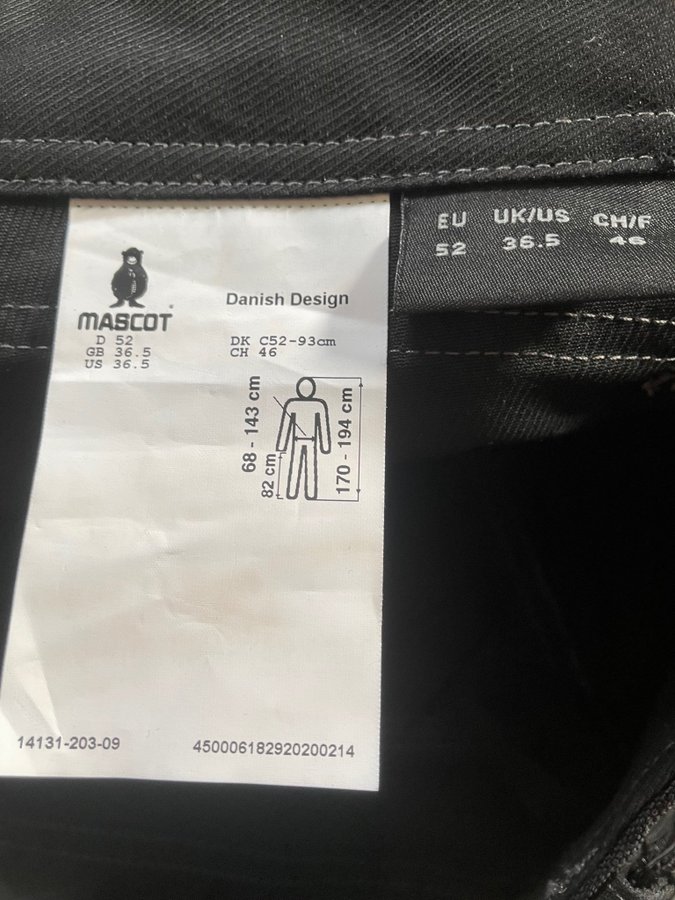 EU UK/US CH/F
52 36.5 46
MASCOT®
Danish Design
D 52
GB 36.5
US 36.5
DK C52-93cm
CH 46
68 - 143 cm
82 cm
170 - 194 cm
14131-203-09
450006182920200214